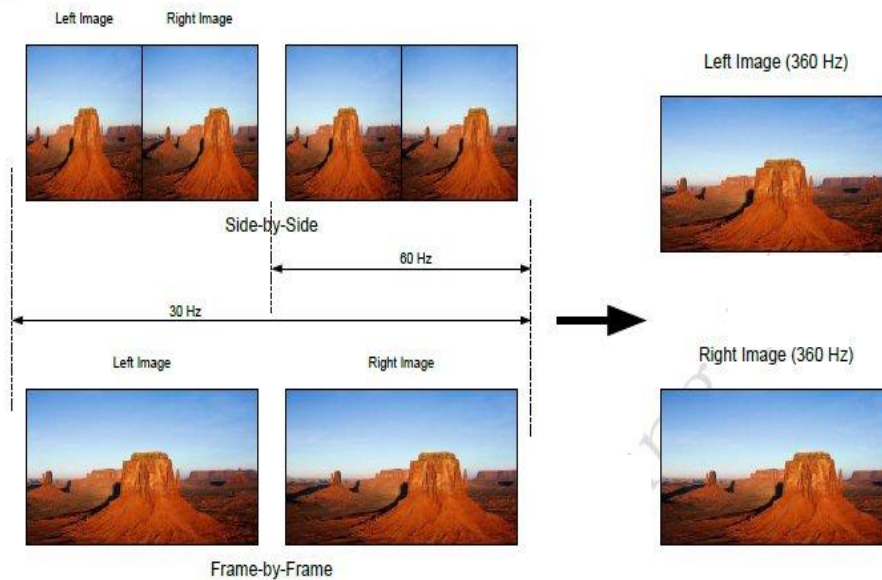 Left Image
Right Image
Left Image (360 Hz)
Side-by-Side
60 Hz
30 Hz
Left Image
Right Image
Right Image (360 Hz)
Frame-by-Frame